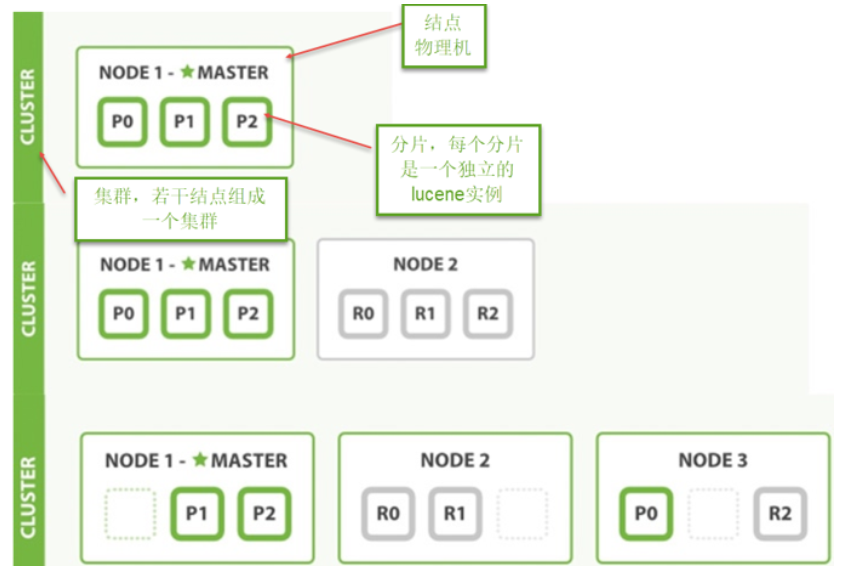 结点
物理机
CLUSTER
NODE 1 - ★ MASTER
P0 P1 P2
分片，每个分片
是一个独立的
lucene实例
集群，若干结点组成
一个集群
CLUSTER
NODE 1 - ★ MASTER
P0 P1 P2
NODE 2
R0 R1 R2
CLUSTER
NODE 1 - ★ MASTER
P1 P2
NODE 2
R0 R1
NODE 3
P0 R2